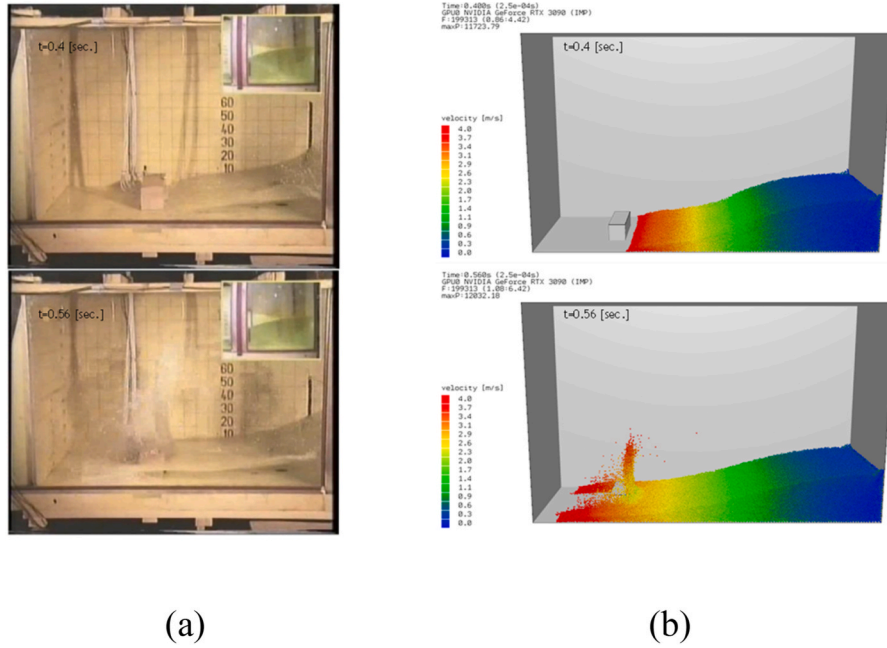 t=0.4 [sec.]
60
50
40
30
20
10
Time:0.400s (2.5e-04s)
GPU0 NVIDIA GeForce RTX 3090 (IMP)
F:199313 (0.86:4.42)
maxP:11723.79
t=0.4 [sec.]
velocity [m/s]
4.0
3.7
3.4
3.1
2.9
2.6
2.3
2.0
1.7
1.4
1.1
0.9
0.6
0.3
0.0
t=0.56 [sec.]
60
50
40
30
20
10
Time:0.560s (2.5e-04s)
GPU0 NVIDIA GeForce RTX 3090 (IMP)
F:199313 (1.08:6.42)
maxP:12032.18
t=0.56 [sec.]
velocity [m/s]
4.0
3.7
3.4
3.1
2.9
2.6
2.3
2.0
1.7
1.4
1.1
0.9
0.6
0.3
0.0
(a)
(b)